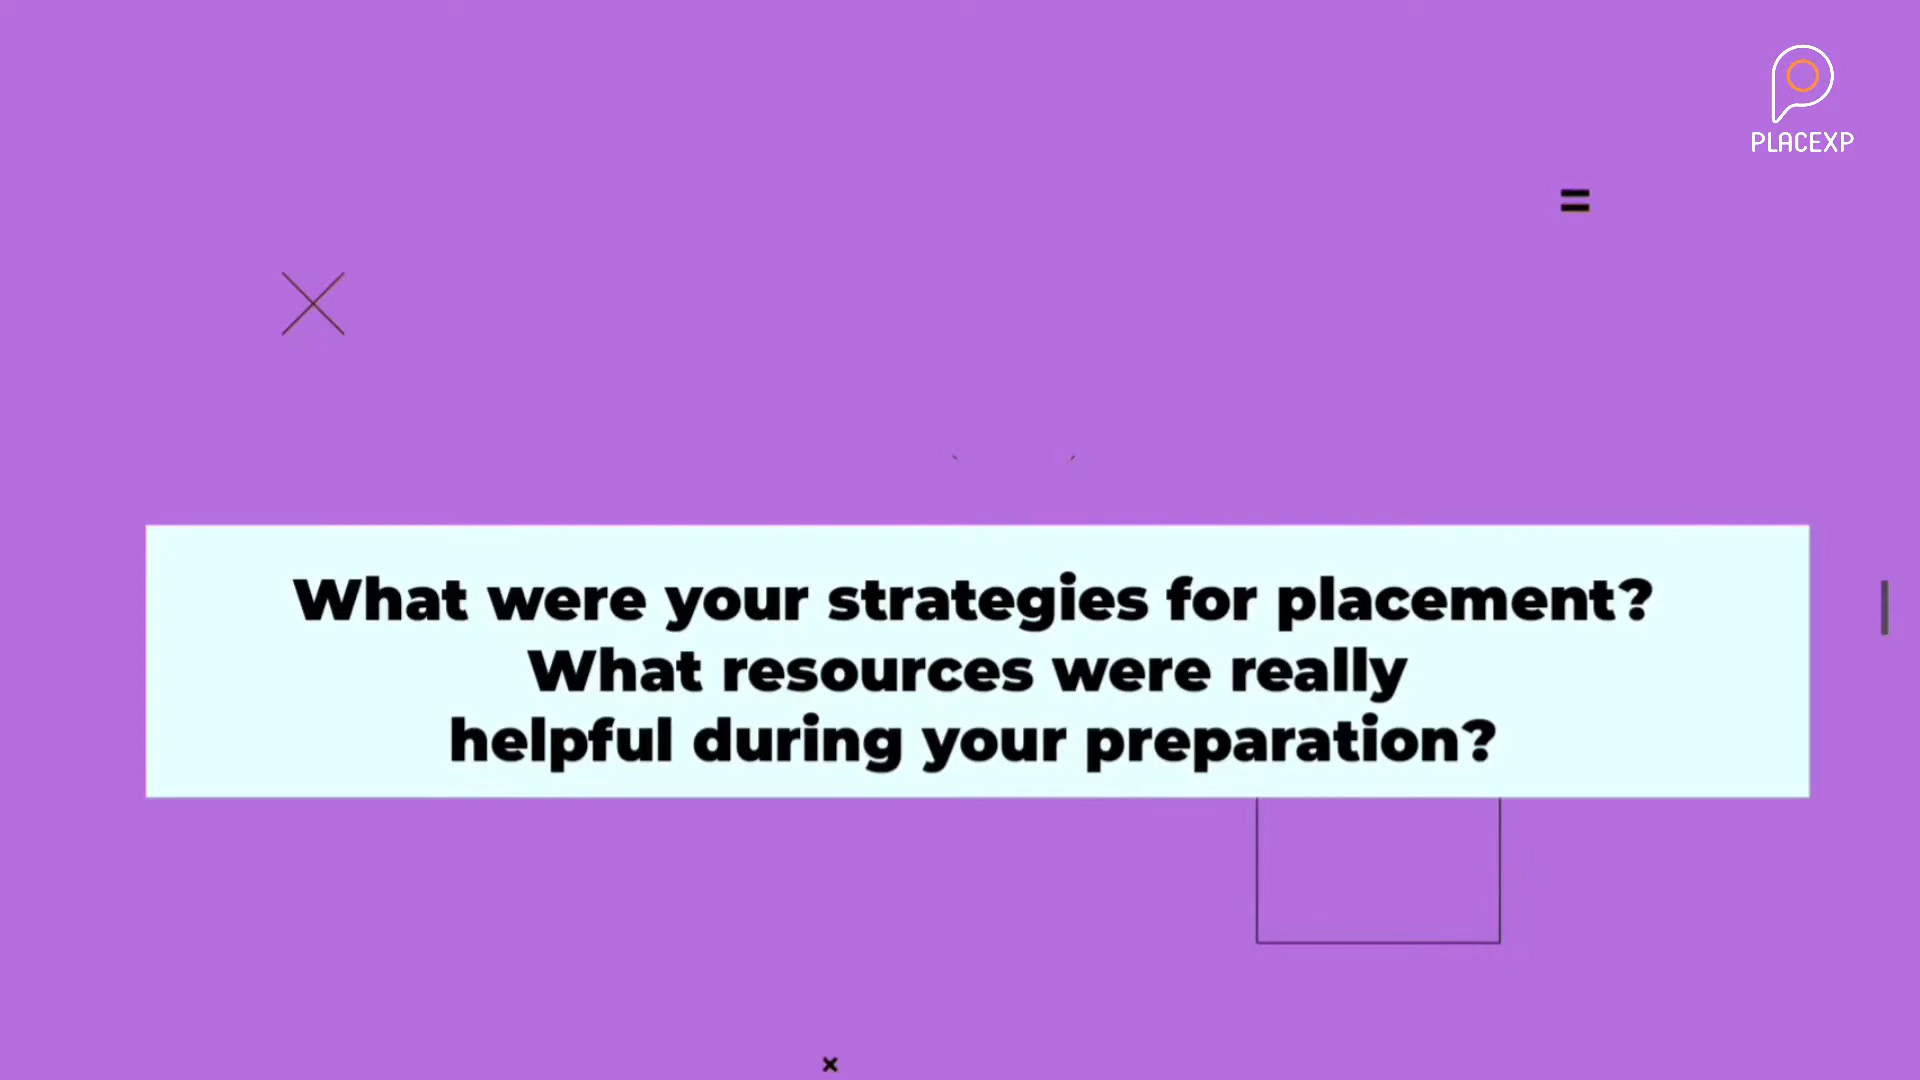 PLACEXP
What were your strategies for placement?
What resources were really
helpful during your preparation?